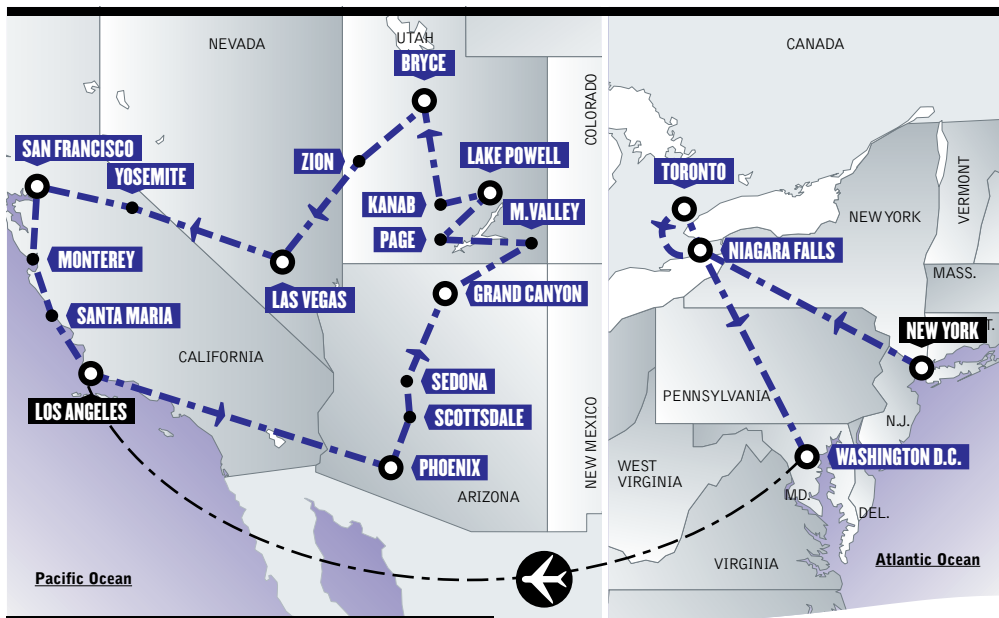 NEVADA
UTAH
BRYCE
COLORADO
SAN FRANCISCO
YOSEMITE
ZION
LAKE POWELL
KANAB
M.VALLEY
PAGE
MONTEREY
LAS VEGAS
GRAND CANYON
SANTA MARIA
CALIFORNIA
SEDONA
LOS ANGELES
SCOTTSDALE
PHOENIX
ARIZONA
NEW MEXICO
Pacific Ocean
CANADA
TORONTO
NEW YORK
VERMONT
NIAGARA FALLS
MASS.
NEW YORK
T.
PENNSYLVANIA
N.J.
WASHINGTON D.C.
WEST
VIRGINIA
MD.
DEL.
VIRGINIA
Atlantic Ocean